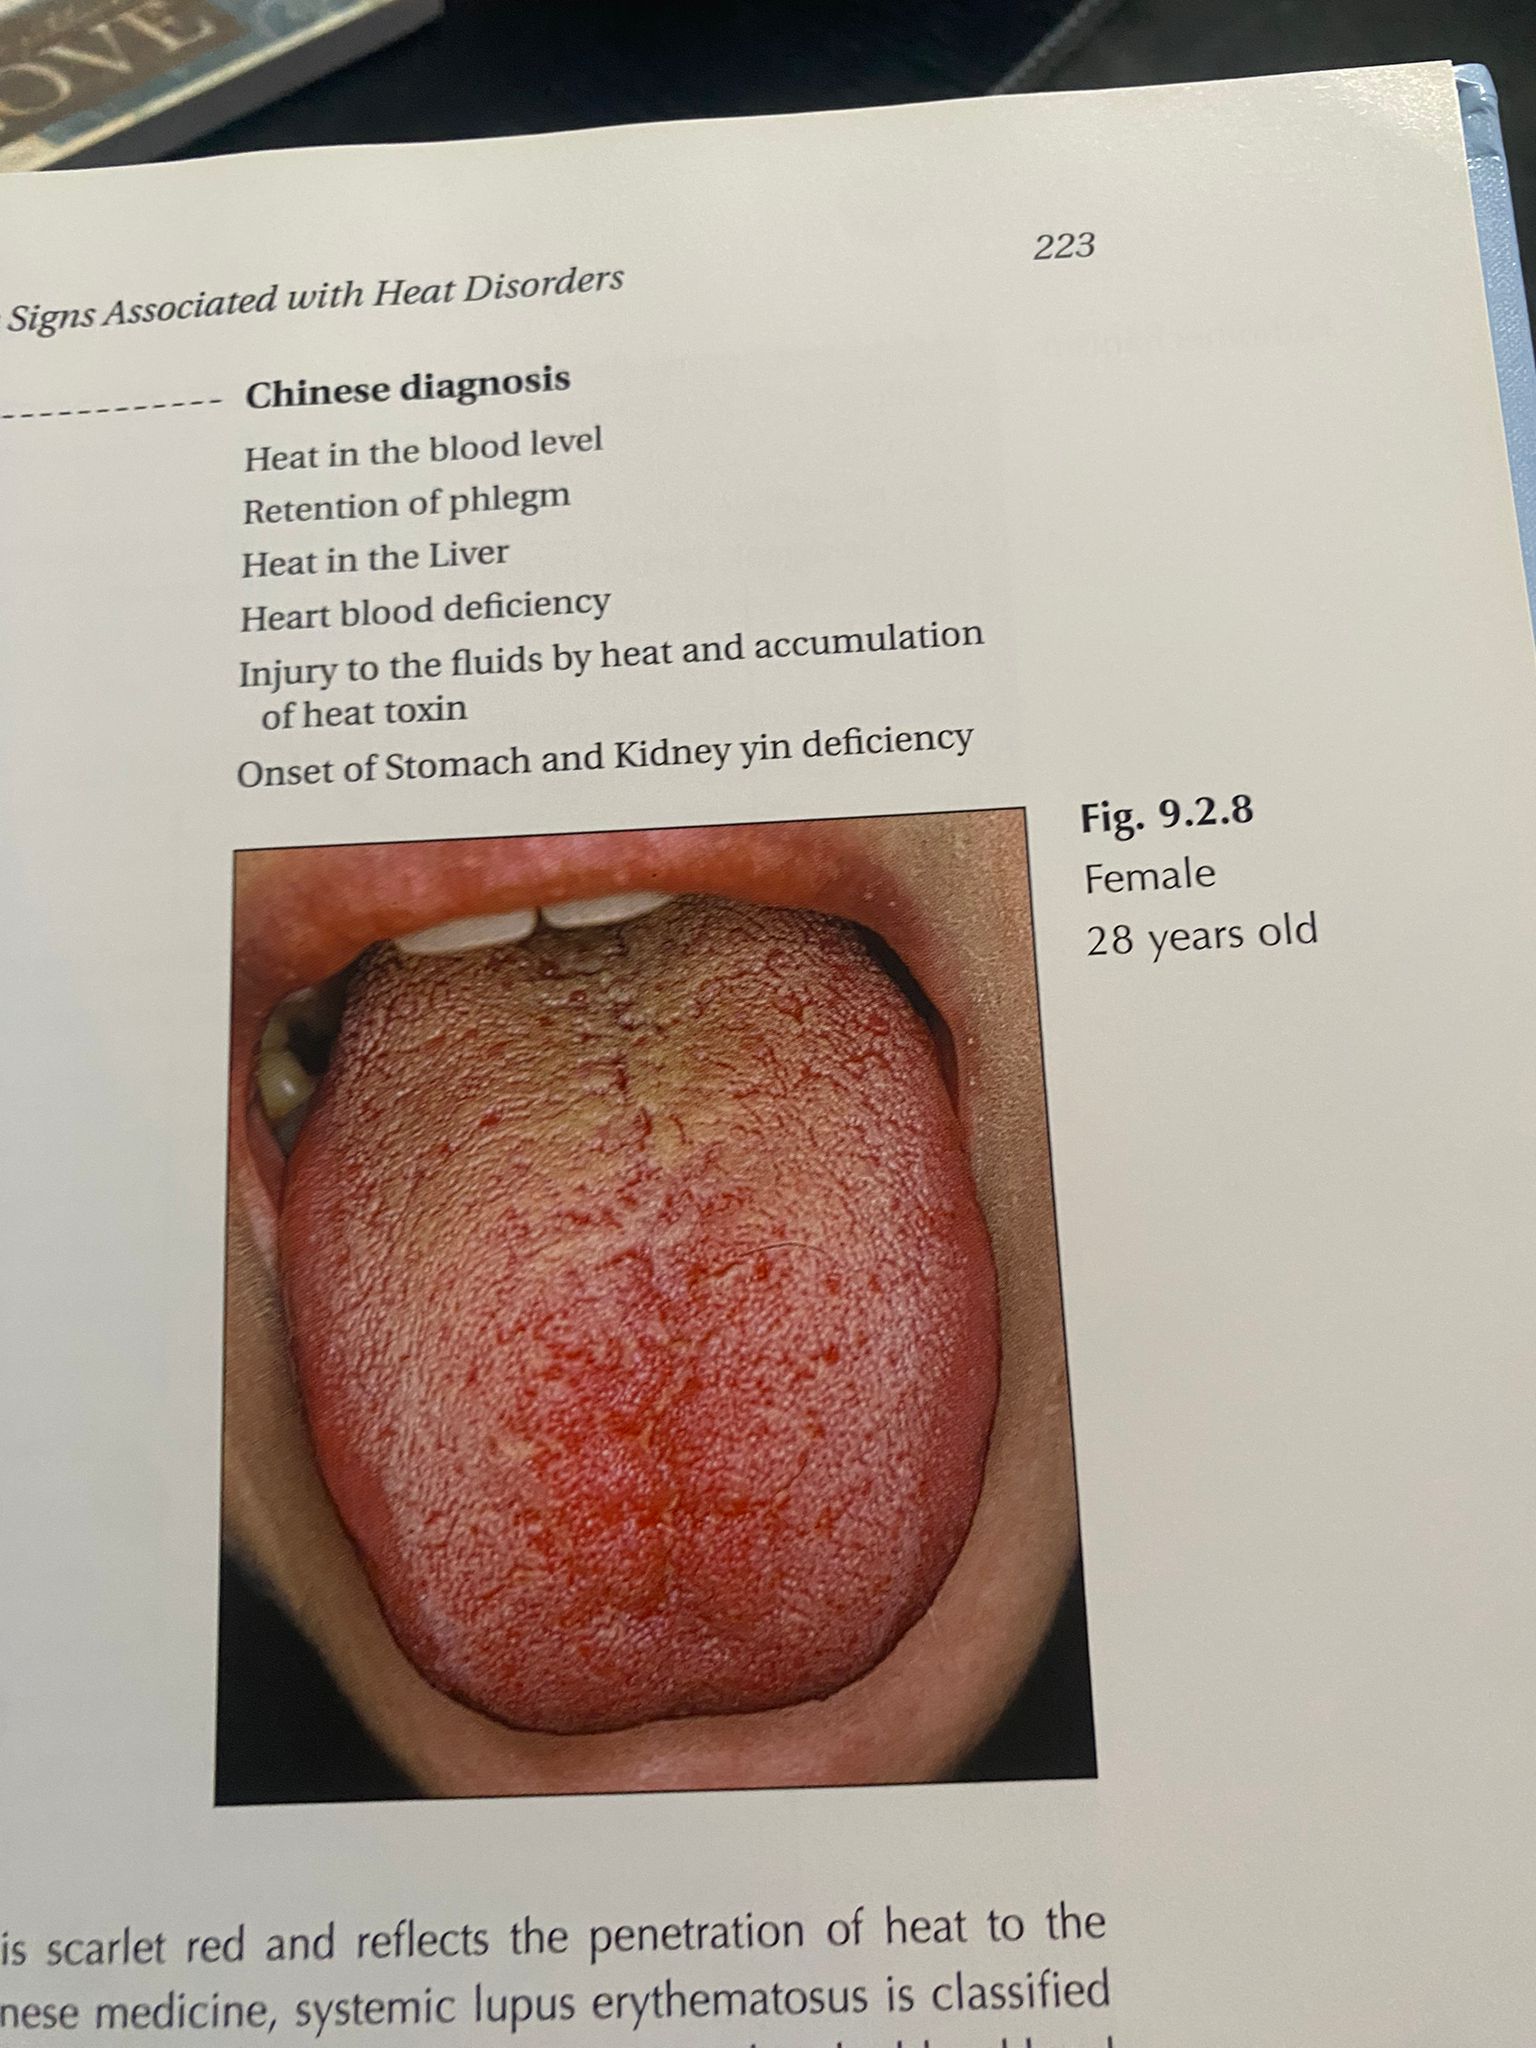 OVE
223
Signs Associated with Heat Disorders
Chinese diagnosis
Heat in the blood level
Retention of phlegm
Heat in the Liver
Heart blood deficiency
Injury to the fluids by heat and accumulation
of heat toxin
Onset of Stomach and Kidney yin deficiency
Fig. 9.2.8
Female
28 years old
is scarlet red and reflects the penetration of heat to the
nese medicine, systemic lupus erythematosus is classified